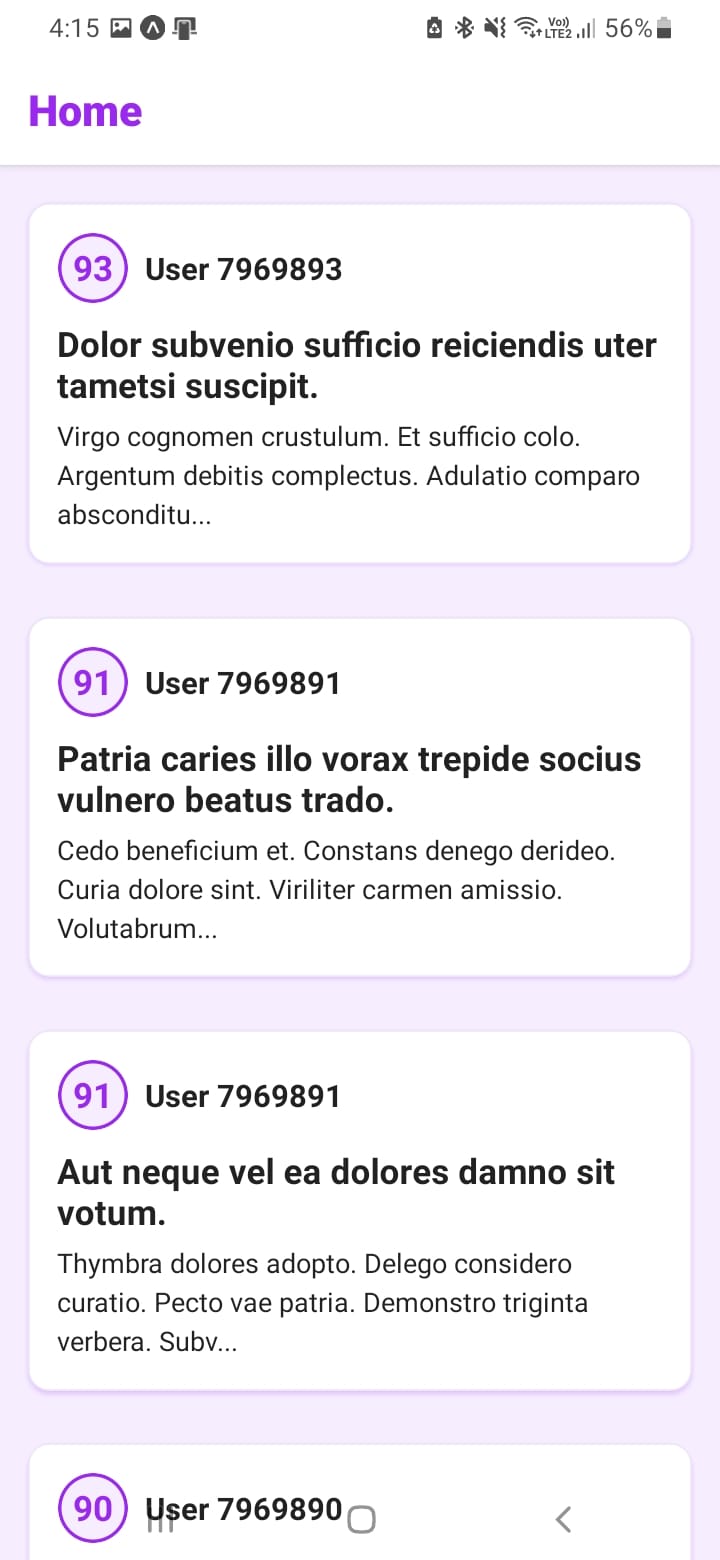 4:15 Vo)) LTE2 56%
Home
93 User 7969893
Dolor subvenio sufficio reiciendis uter
tametsi suscipit.
Virgo cognomen crustulum. Et sufficio colo.
Argentum debitis complectus. Adulatio comparo
absconditu...
91 User 7969891
Patria caries illo vorax trepide socius
vulnero beatus trado.
Cedo beneficium et. Constans denego derideo.
Curia dolore sint. Viriliter carmen amissio.
Volutabrum...
91 User 7969891
Aut neque vel ea dolores damno sit
votum.
Thymbra dolores adopto. Delego considero
curatio. Pecto vae patria. Demonstro triginta
verbera. Subv...
90 User 7969890